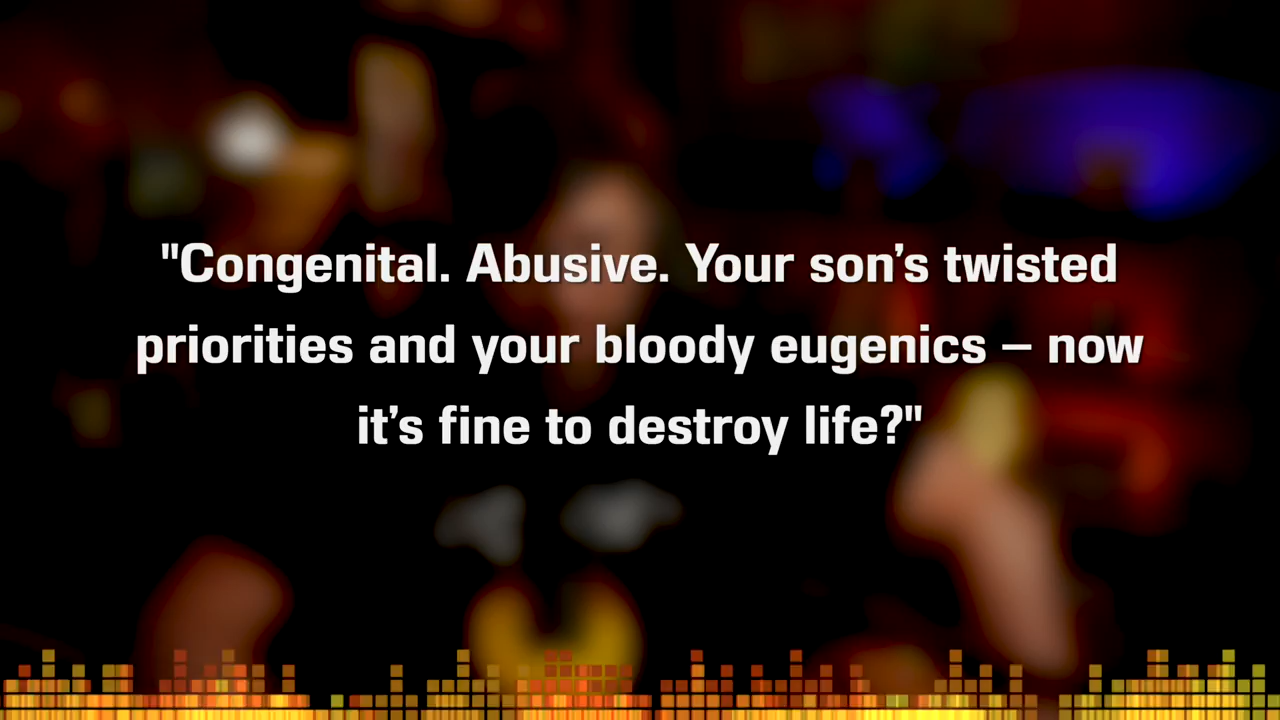 "Congenital. Abusive. Your son’s twisted
priorities and your bloody eugenics – now
it’s fine to destroy life?"